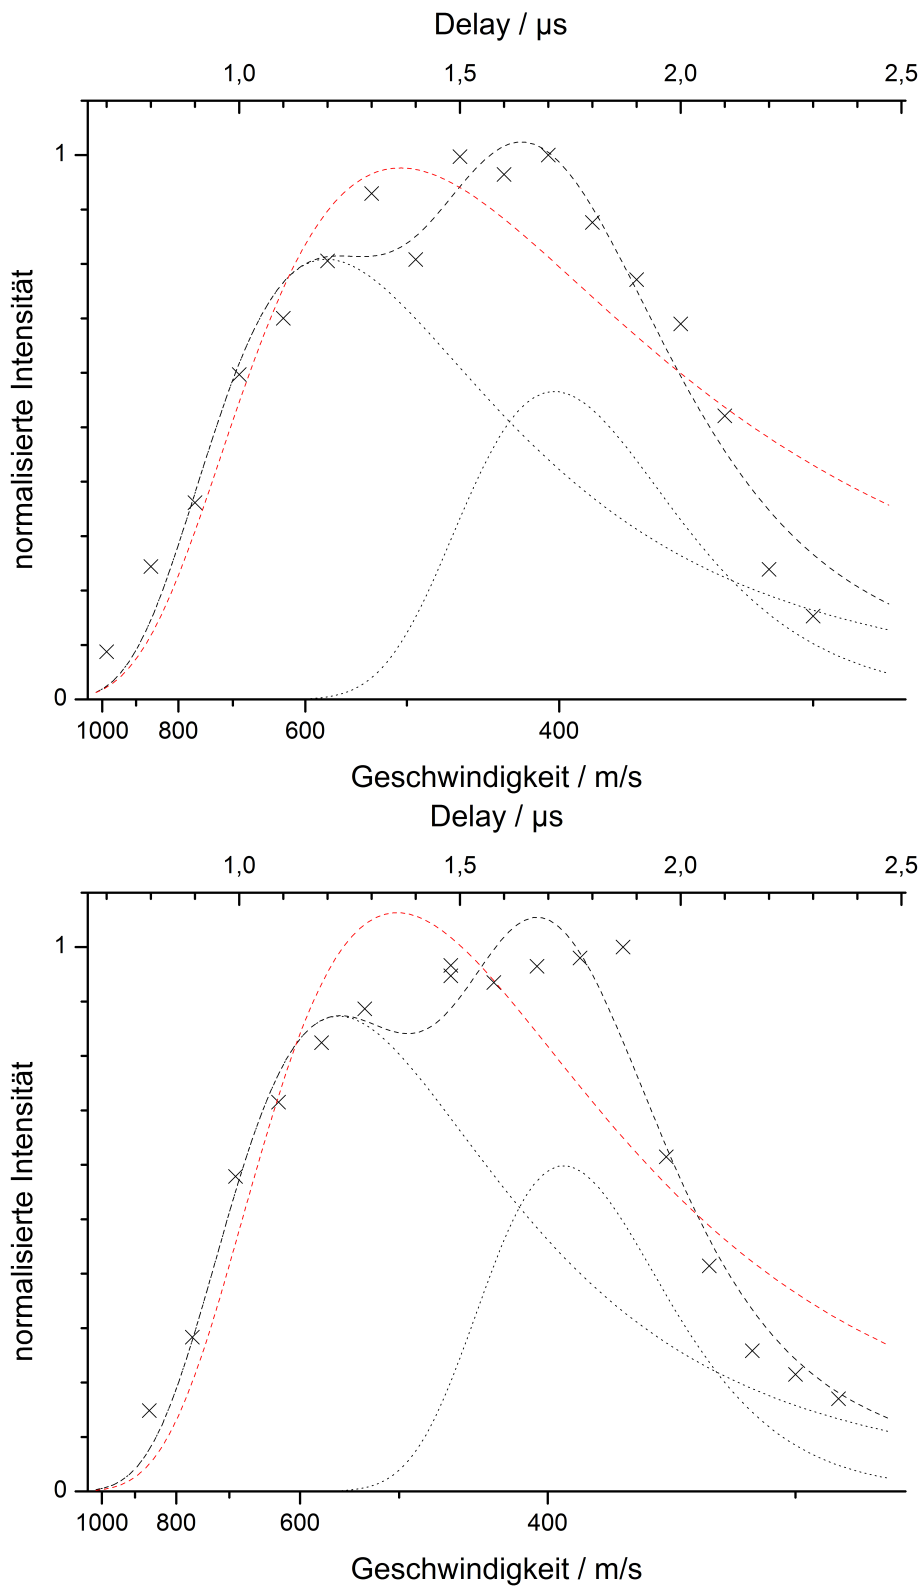 Delay / µs
1,0 1,5 2,0 2,5
1
normalisierte Intensität
0
1000 800 600 400
Geschwindigkeit / m/s
Delay / µs
1,0 1,5 2,0 2,5
1
normalisierte Intensität
0
1000 800 600 400
Geschwindigkeit / m/s